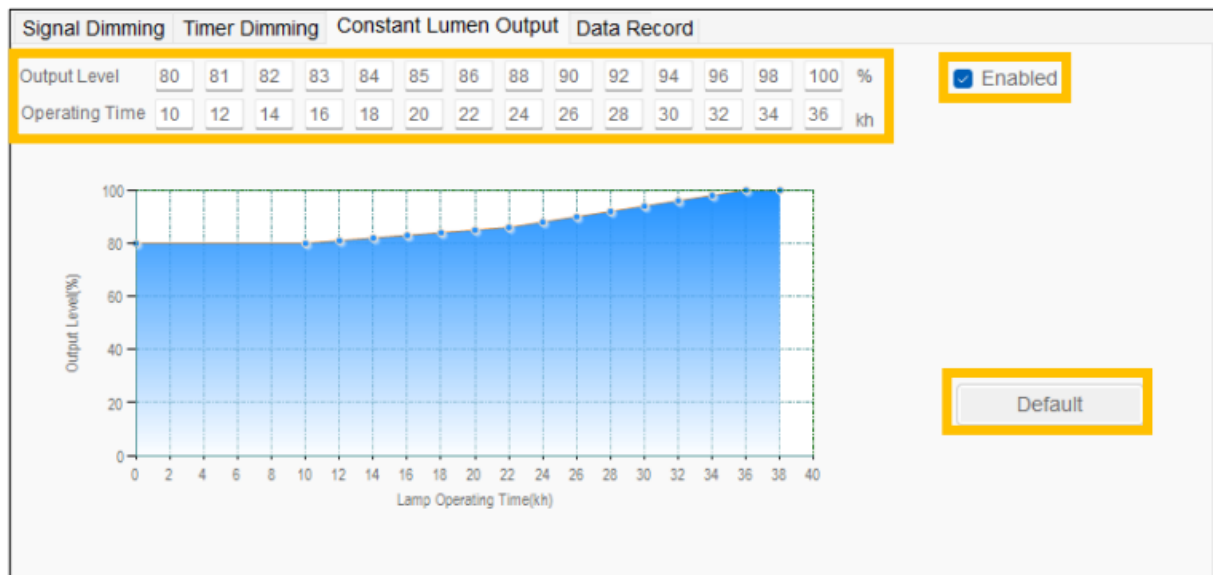 Signal Dimming Timer Dimming Constant Lumen Output Data Record
Output Level 80 81 82 83 84 85 86 88 90 92 94 96 98 100 %
Enabled
Operating Time 10 12 14 16 18 20 22 24 26 28 30 32 34 36 kh
100
80
60
40
20
0
Output Level(%)
0 2 4 6 8 10 12 14 16 18 20 22 24 26 28 30 32 34 36 38 40
Lamp Operating Time(kh)
Default